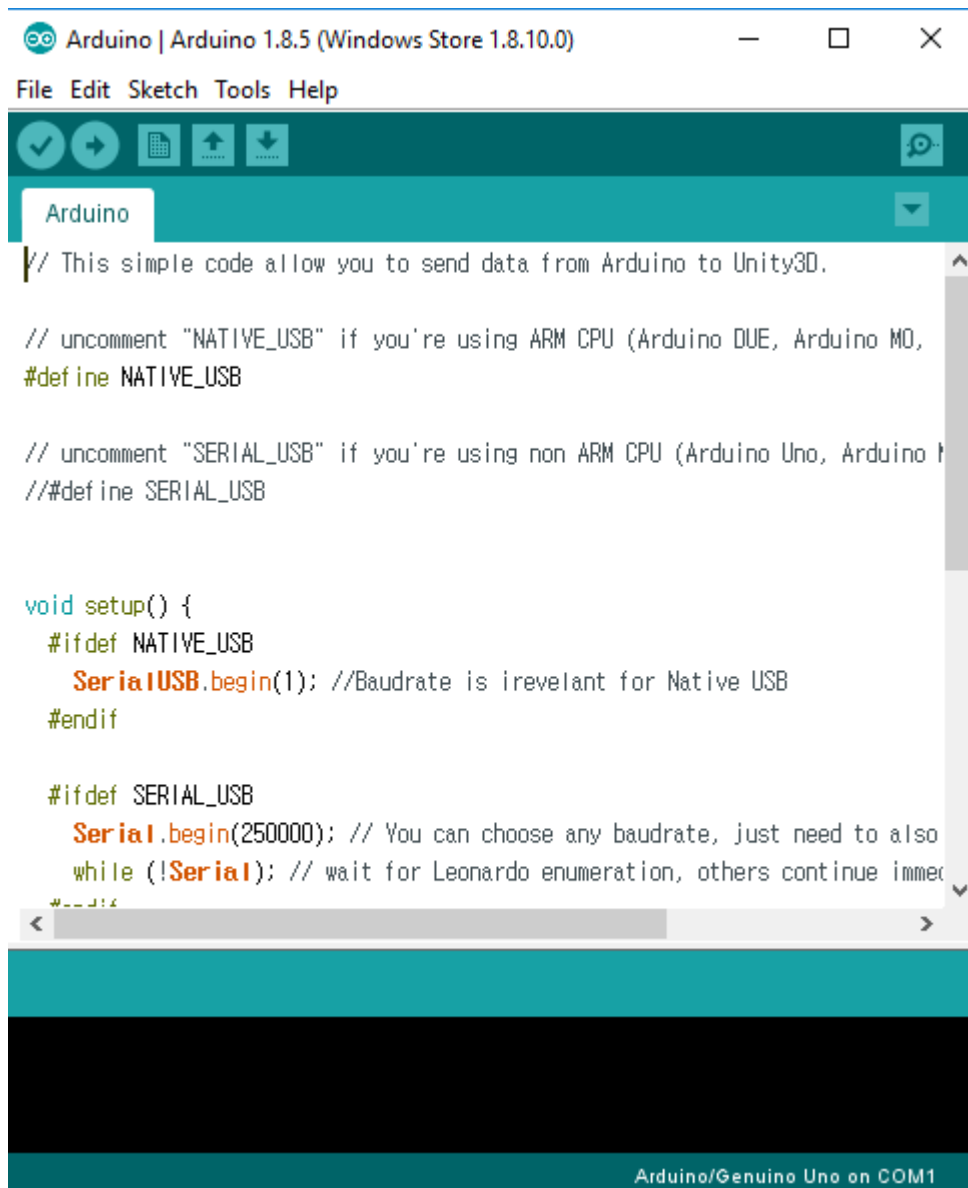 Arduino | Arduino 1.8.5 (Windows Store 1.8.10.0)
File Edit Sketch Tools Help
Arduino
// This simple code allow you to send data from Arduino to Unity3D.
// uncomment "NATIVE_USB" if you're using ARM CPU (Arduino DUE, Arduino M0,
#define NATIVE_USB
// uncomment "SERIAL_USB" if you're using non ARM CPU (Arduino Uno, Arduino
//#define SERIAL_USB
void setup() {
#ifdef NATIVE_USB
SerialUSB.begin(1); //Baudrate is irevelant for Native USB
#endif
#ifdef SERIAL_USB
Serial.begin(250000); // You can choose any baudrate, just need to also
while (!Serial); // wait for Leonardo enumeration, others continue
Arduino/Genuino Uno on COM1